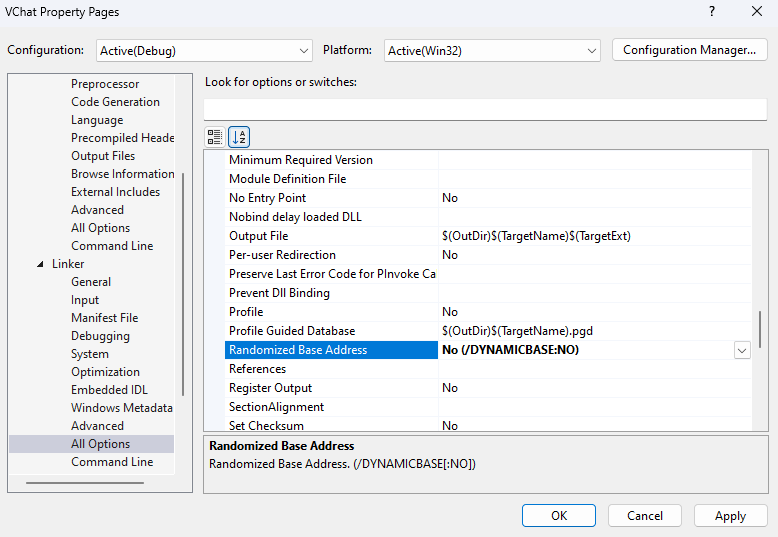 VChat Property Pages
?
Configuration:
Active(Debug)
Platform:
Active(Win32)
Configuration Manager...
Preprocessor
Code Generation
Language
Precompiled Heade
Output Files
Browse Information
External Includes
Advanced
All Options
Command Line
Linker
General
Input
Manifest File
Debugging
System
Optimization
Embedded IDL
Windows Metadata
Advanced
All Options
Command Line
Look for options or switches:
Minimum Required Version
Module Definition File
No Entry Point No
Nobind delay loaded DLL
Output File $(OutDir)$(TargetName)$(TargetExt)
Per-user Redirection No
Preserve Last Error Code for PInvoke Ca
Prevent Dll Binding
Profile No
Profile Guided Database $(OutDir)$(TargetName).pgd
Randomized Base Address No (/DYNAMICBASE:NO)
References
Register Output No
SectionAlignment
Set Checksum No
Randomized Base Address
Randomized Base Address. (/DYNAMICBASE[:NO])
OK
Cancel
Apply